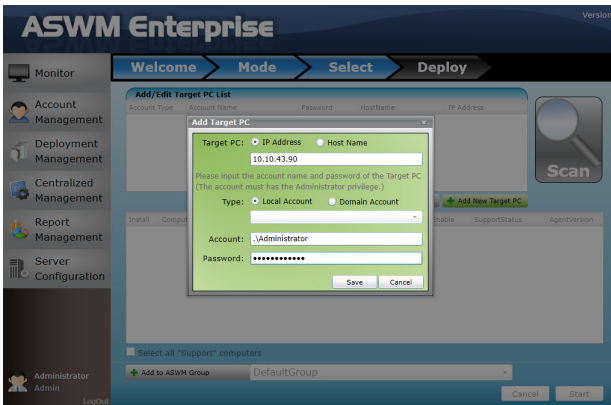 ASWM Enterprise
Version
Monitor
Account Management
Deployment Management
Centralized Management
Report Management
Server Configuration
Administrator
Admin
LogOut
Welcome Mode Select Deploy
Add/Edit Target PC List
Account Type Account Name Password HostName IP Address
Scan
Add Target PC
Target PC: IP Address Host Name
10.10.43.90
Please input the account name and password of the Target PC
(The account must has the Administrator privilege.)
Type: Local Account Domain Account
Account: .\Administrator
Password: ••••••••••••
Save Cancel
Add New Target PC
Install SupportStatus AgentVersion
Select all "Support" computers
Add to ASWM Group DefaultGroup
Cancel Start